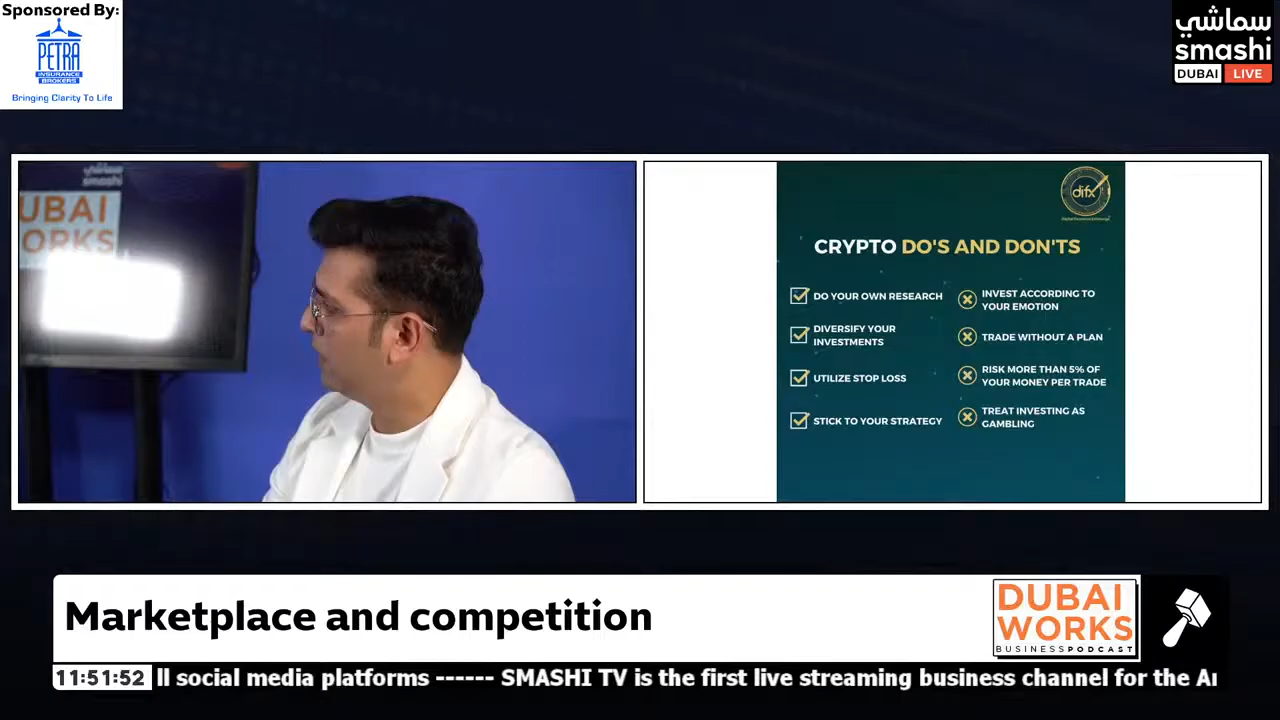 Sponsored By:
PETRA
INSURANCE
BROKERS
Bringing Clarity To Life
سماشي
smashi
DUBAI LIVE
سماشي
smashi
UBAI
ORKS
difx
CRYPTO DO'S AND DON'TS
DO YOUR OWN RESEARCH
DIVERSIFY YOUR
INVESTMENTS
UTILIZE STOP LOSS
STICK TO YOUR STRATEGY
INVEST ACCORDING TO
YOUR EMOTION
TRADE WITHOUT A PLAN
RISK MORE THAN 5% OF
YOUR MONEY PER TRADE
TREAT INVESTING AS
GAMBLING
Marketplace and competition
DUBAI
WORKS
BUSINESSPODCAST
11:51:52 ll social media platforms ------ SMASHI TV is the first live streaming business channel for the Ar